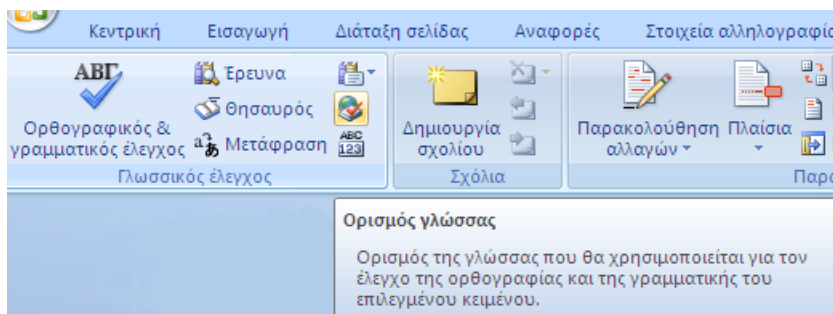 Κεντρική Εισαγωγή Διάταξη σελίδας Αναφορές Στοιχεία αλληλογραφία
ΑΒΓ Έρευνα
Θησαυρός
Ορθογραφικός & γραμματικός έλεγχος
Μετάφραση
ABC
123
Γλωσσικός έλεγχος
Δημιουργία
σχολίου
Σχόλια
Παρακολούθηση
αλλαγών
Πλαίσια
Παρα
Ορισμός γλώσσας
Ορισμός της γλώσσας που θα χρησιμοποιείται για τον
έλεγχο της ορθογραφίας και της γραμματικής του
επιλεγμένου κειμένου.